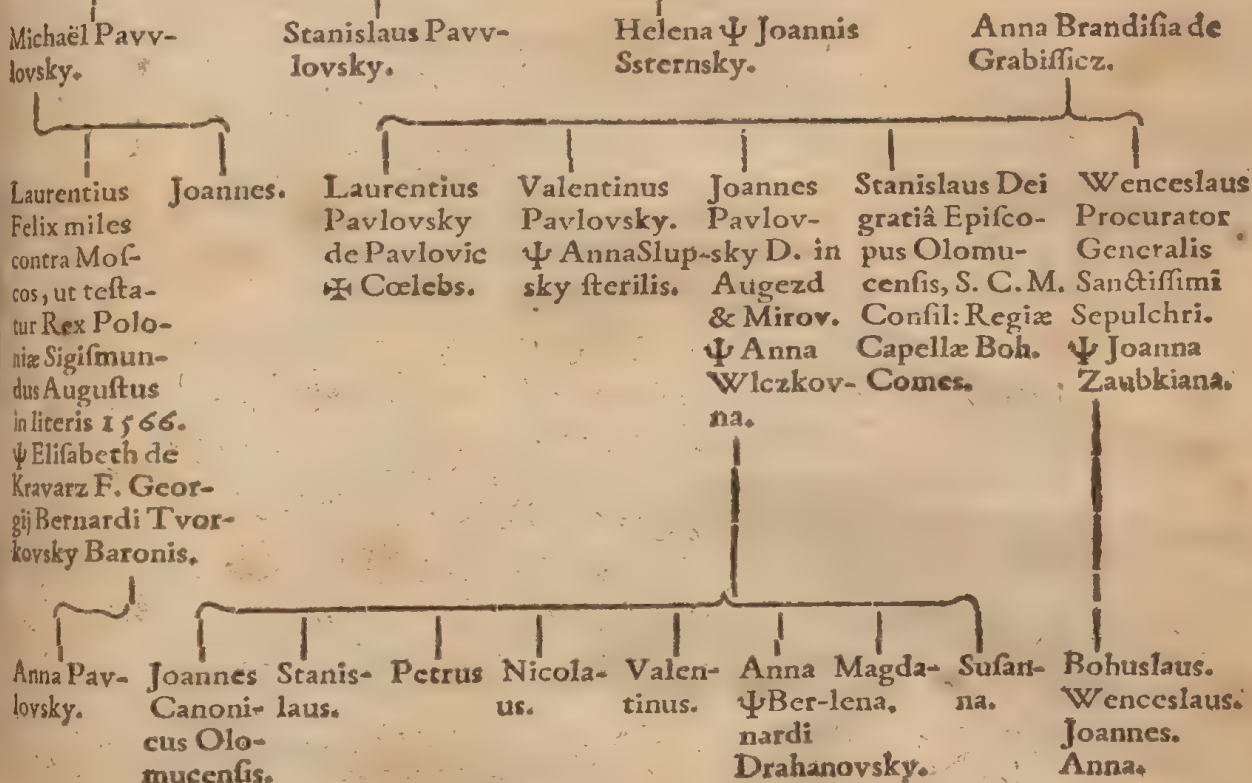 Michaël Pavv-
lovsky.
Stanislaus Pavv-
lovsky.
Helena Ψ Joannis
Ssternsky.
Anna Brandiſia de
Grabiſſicz.
Laurentius
Felix miles
contra Moſ-
cos, ut teſta-
tur Rex Polo-
niæ Sigiſmun-
dus Auguſtus
in literis 1566.
Ψ Eliſabeth de
Kravarz F. Geor-
gij Bernardi Tvor-
kovsky Baronis.
Joannes.
Laurentius
Pavlovsky
de Pavlovic
✠ Cœlebs.
Valentinus
Pavlovsky.
Ψ Anna Slup-
sky ſterilis.
Joannes
Pavlov-
sky D. in
Augezd
& Mirov.
Ψ Anna
Wlczkov-
na.
Stanislaus Dei
gratiâ Epiſco-
pus Olomu-
cenſis, S. C. M.
Conſil: Regiæ
Capellæ Boh.
Comes.
Wenceslaus
Procurator
Generalis
Sanctiſſimi
Sepulchri.
Ψ Joanna
Zaubkiana.
Anna Pav-
lovsky.
Joannes
Canoni-
cus Olo-
mucenſis.
Stanis-
laus.
Petrus
Nicola-
us.
Valen-
tinus.
Anna
Ψ Ber-
nardi
Drahanovsky.
Magda-
lena.
Suſan-
na.
Bohuslaus.
Wenceslaus.
Joannes.
Anna.